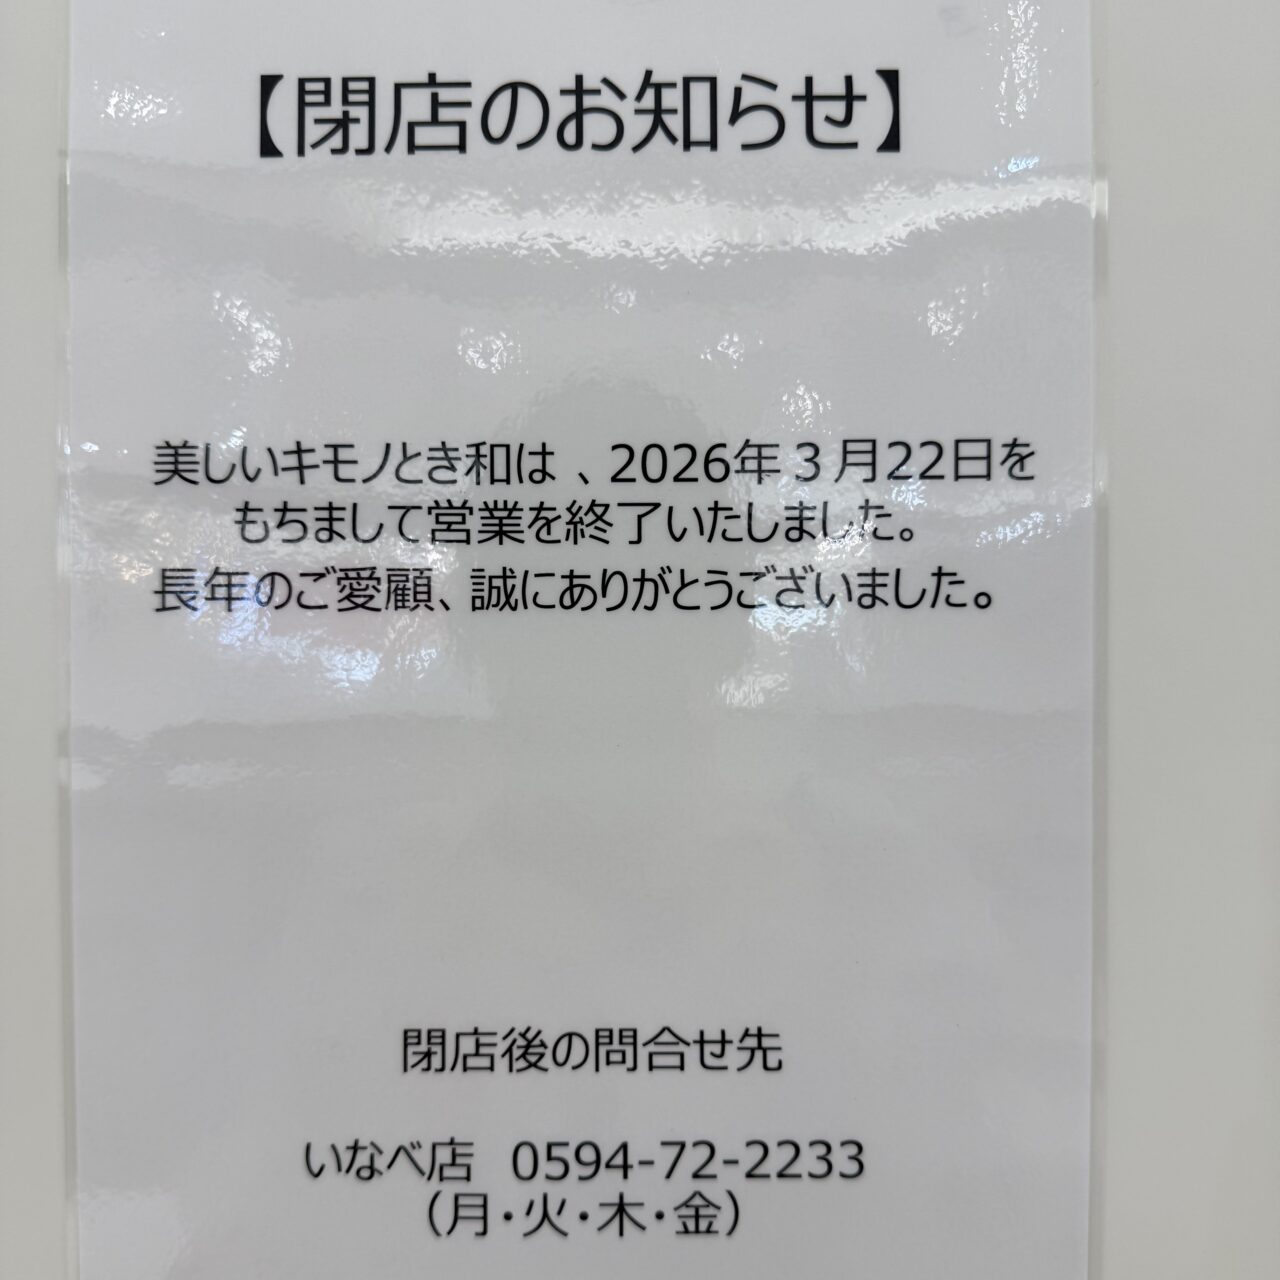 【閉店のお知らせ】
美しいキモノとき和は、2026年３月22日を
もちまして営業を終了いたしました。
長年のご愛顧、誠にありがとうございました。
閉店後の問合せ先
いなべ店 0594-72-2233
（月・火・木・金）